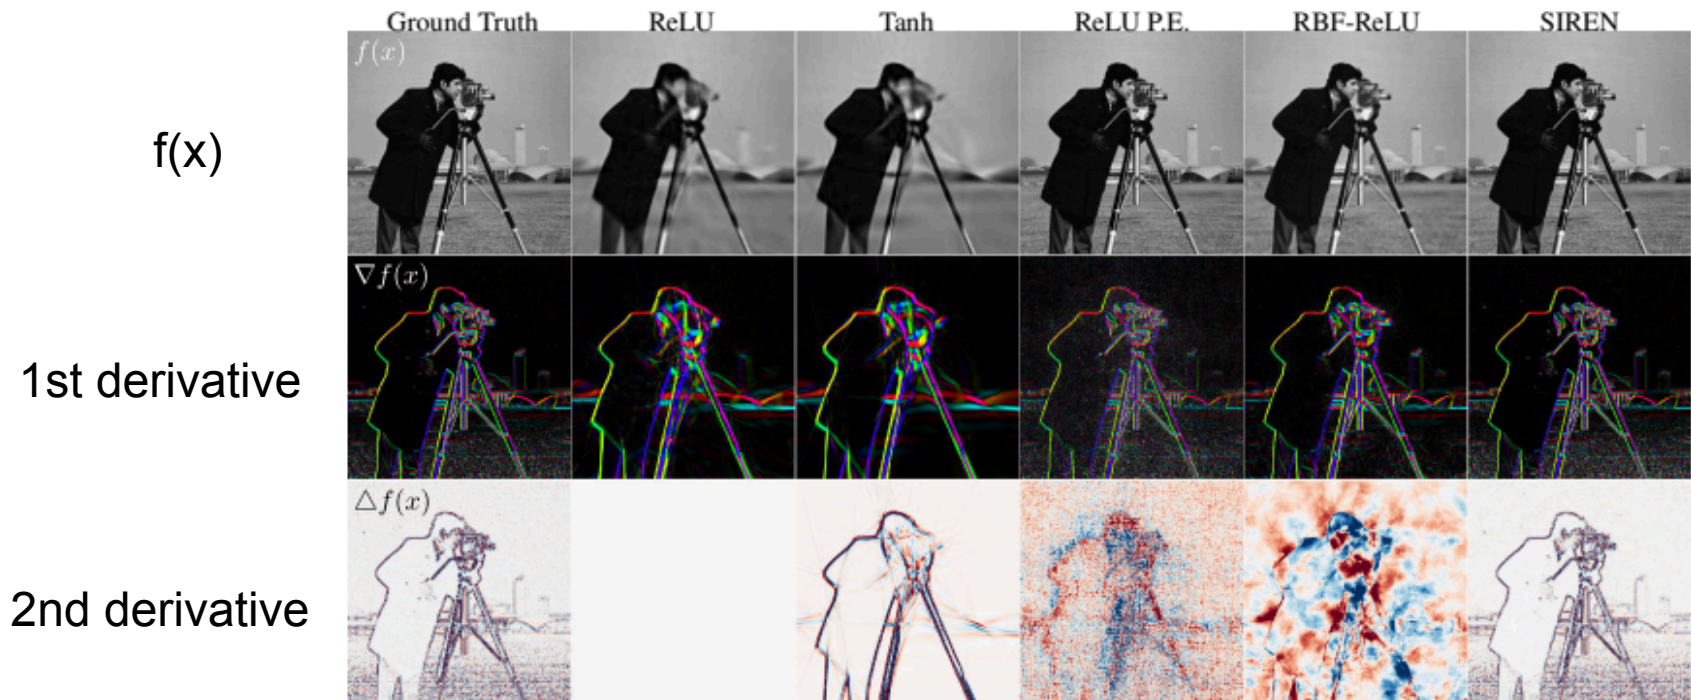 Ground Truth ReLU Tanh ReLU P.E. RBF-ReLU SIREN
f(x)
f(x)
∇f(x)
1st derivative
△f(x)
2nd derivative